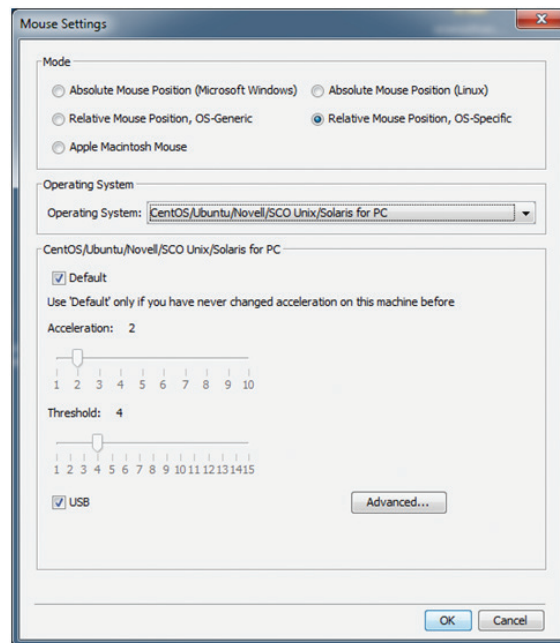 Mouse Settings
Mode
Absolute Mouse Position (Microsoft Windows) Absolute Mouse Position (Linux)
Relative Mouse Position, OS-Generic Relative Mouse Position, OS-Specific
Apple Macintosh Mouse
Operating System
Operating System: CentOS/Ubuntu/Novell/SCO Unix/Solaris for PC
CentOS/Ubuntu/Novell/SCO Unix/Solaris for PC
Default
Use 'Default' only if you have never changed acceleration on this machine before
Acceleration: 2
1 2 3 4 5 6 7 8 9 10
Threshold: 4
1 2 3 4 5 6 7 8 9 10 11 12 13 14 15
USB Advanced...
OK Cancel